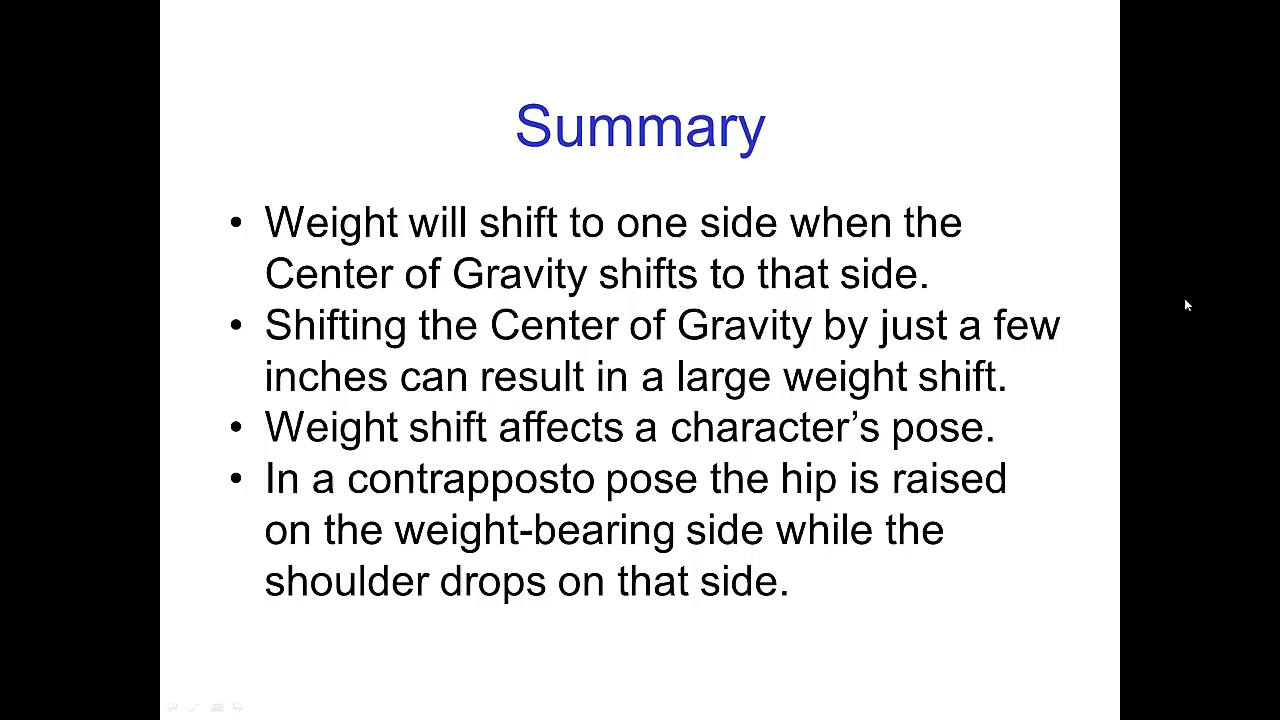 Summary
• Weight will shift to one side when the
Center of Gravity shifts to that side.
• Shifting the Center of Gravity by just a few
inches can result in a large weight shift.
• Weight shift affects a character’s pose.
• In a contrapposto pose the hip is raised
on the weight-bearing side while the
shoulder drops on that side.